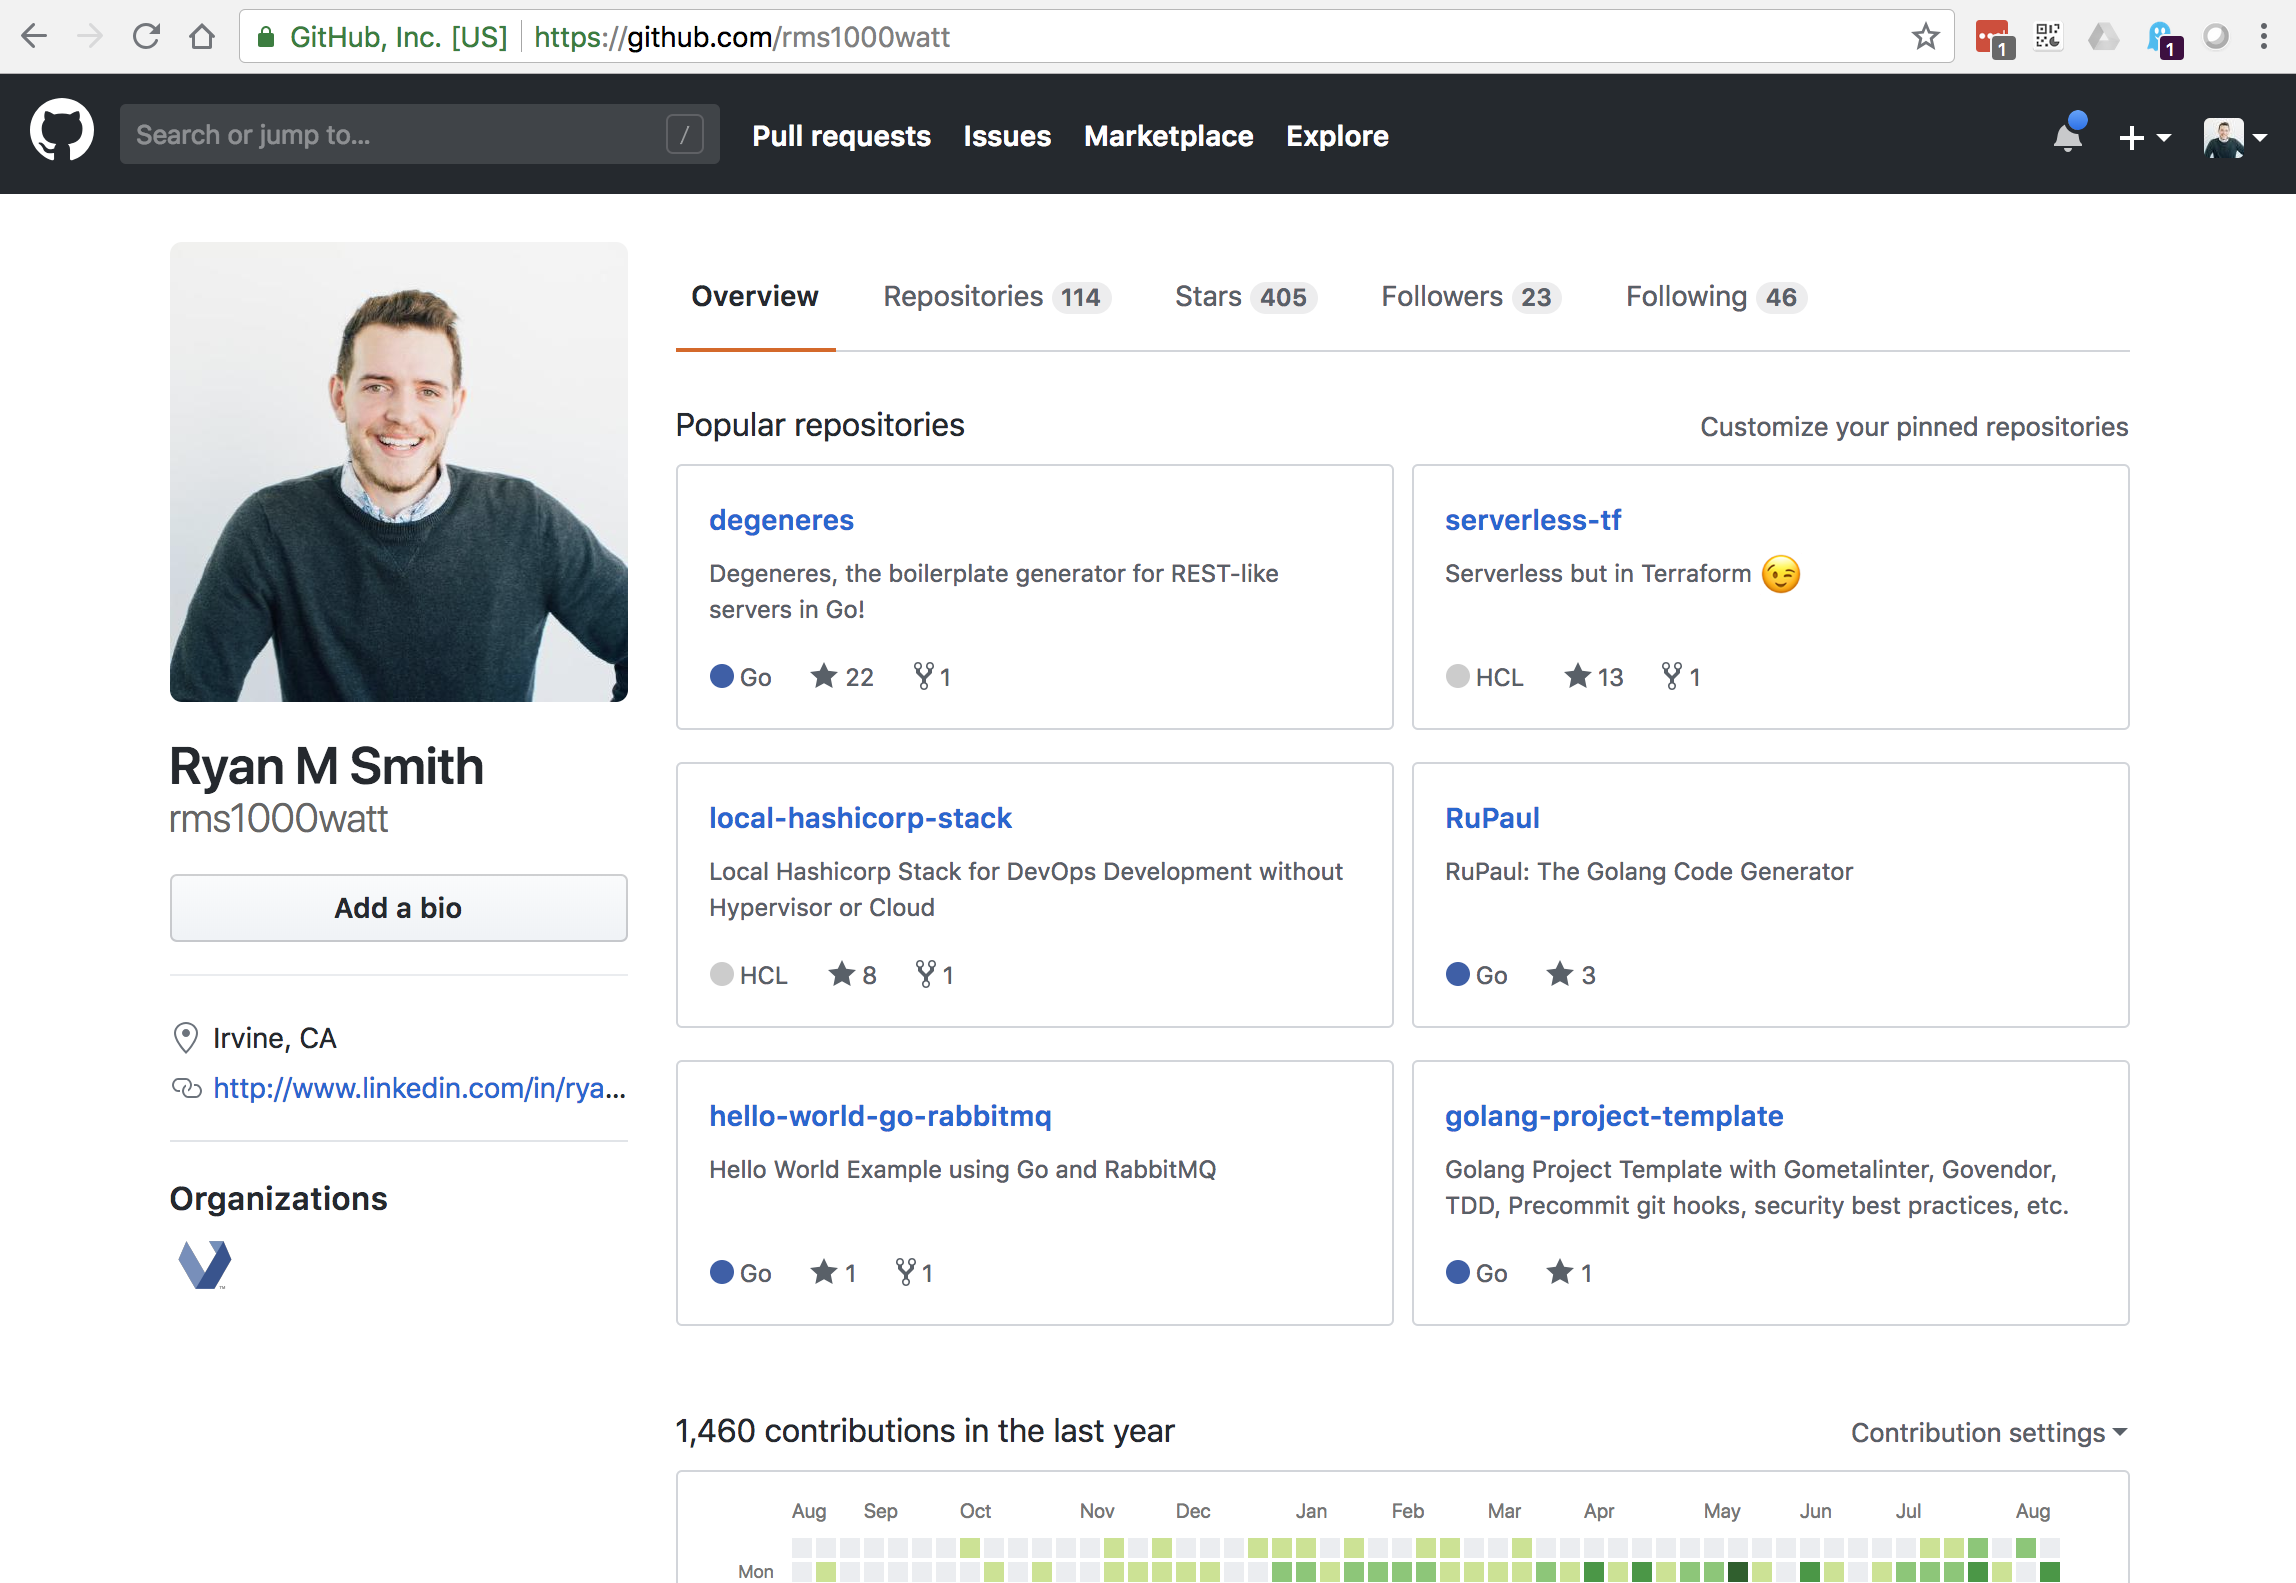 GitHub, Inc. [US] https://github.com/rms1000watt
1
1
Search or jump to... /
Pull requests Issues Marketplace Explore
Overview Repositories 114 Stars 405 Followers 23 Following 46
Popular repositories Customize your pinned repositories
degeneres
Degeneres, the boilerplate generator for REST-like
servers in Go!
Go 22 1
serverless-tf
Serverless but in Terraform 😉
HCL 13 1
local-hashicorp-stack
Local Hashicorp Stack for DevOps Development without
Hypervisor or Cloud
HCL 8 1
RuPaul
RuPaul: The Golang Code Generator
Go 3
hello-world-go-rabbitmq
Hello World Example using Go and RabbitMQ
Go 1 1
golang-project-template
Golang Project Template with Gometalinter, Govendor,
TDD, Precommit git hooks, security best practices, etc.
Go 1
Ryan M Smith
rms1000watt
Add a bio
Irvine, CA
http://www.linkedin.com/in/rya...
Organizations
1,460 contributions in the last year Contribution settings
Aug Sep Oct Nov Dec Jan Feb Mar Apr May Jun Jul Aug
Mon